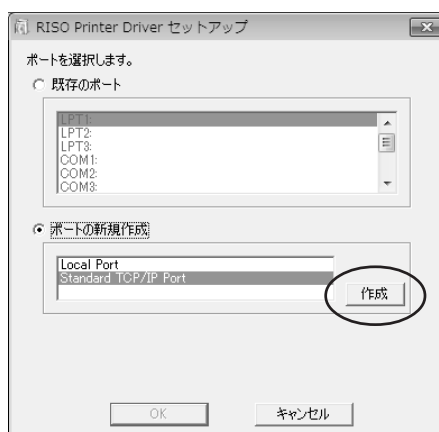 RISO Printer Driver セットアップ
ポートを選択します。
既存のポート
LPT1:
LPT2:
LPT3:
COM1:
COM2:
COM3:
ポートの新規作成
Local Port
Standard TCP/IP Port
作成
OK
キャンセル